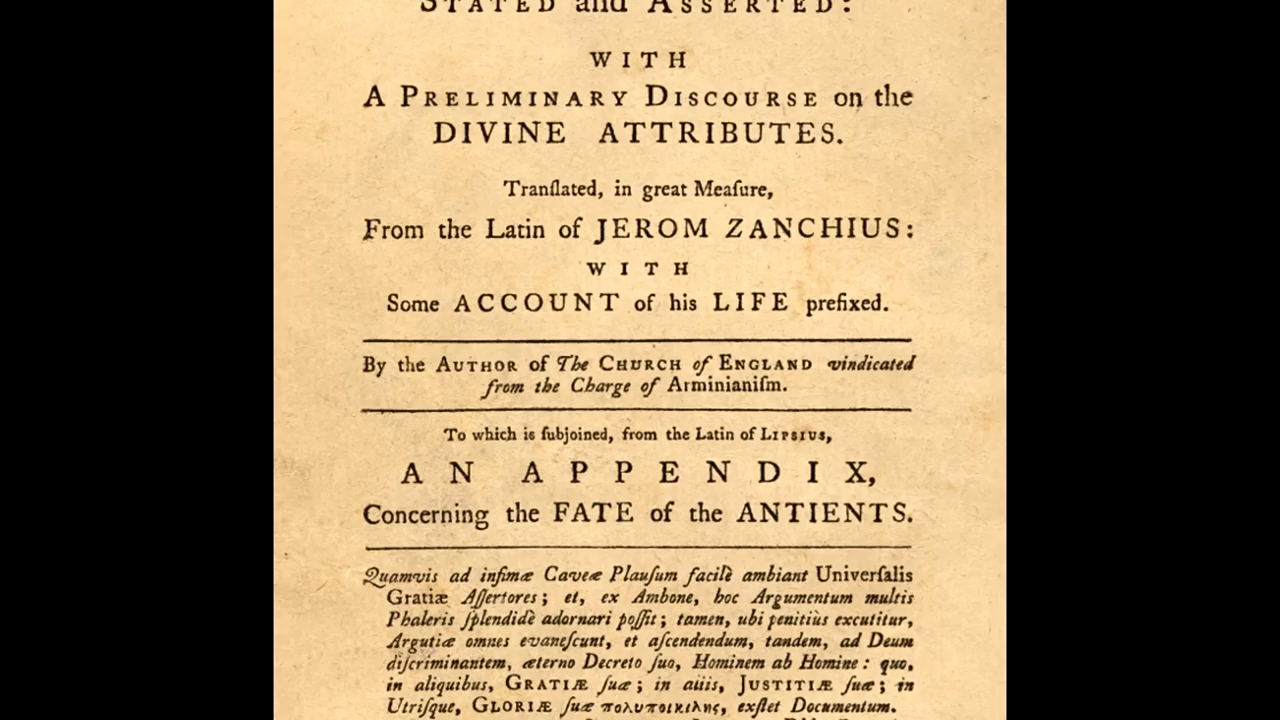 STATED and ASSERTED:
WITH
A PRELIMINARY DISCOURSE on the
DIVINE ATTRIBUTES.
Tranſlated, in great Meaſure,
From the Latin of JEROM ZANCHIUS:
WITH
Some ACCOUNT of his LIFE prefixed.
By the AUTHOR of The CHURCH of ENGLAND vindicated
from the Charge of Arminianiſm.
To which is ſubjoined, from the Latin of LIPSIUS,
AN APPENDIX,
Concerning the FATE of the ANTIENTS.
Quamvis ad infimæ Caveæ Plauſum facilè ambiant Univerſalis
Gratiæ Aſſertores; et, ex Ambone, hoc Argumentum multis
Phaleris ſplendidè adornari poſſit; tamen, ubi penitiùs excutitur,
Argutiæ omnes evaneſcunt, et aſcendendum, tandem, ad Deum
diſcriminantem, æterno Decreto ſuo, Hominem ab Homine: quo,
in aliquibus, GRATIÆ ſuæ; in aliis, JUSTITIÆ ſuæ; in
Utriſque, GLORIÆ ſuæ πολυποικιλης, exſtet Documentum.